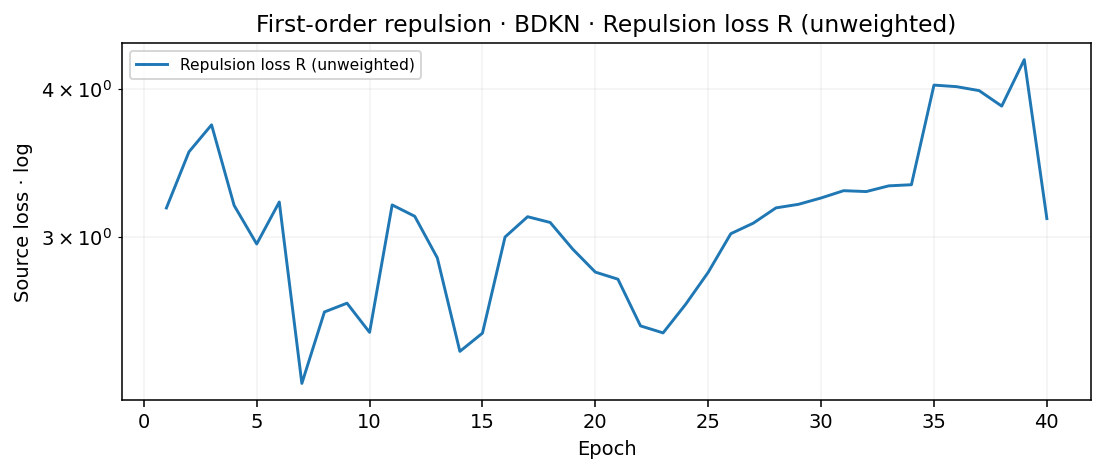 First-order repulsion · BDKN · Repulsion loss R (unweighted)
Repulsion loss R (unweighted)
4 × 10⁰
3 × 10⁰
Source loss · log
0 5 10 15 20 25 30 35 40
Epoch